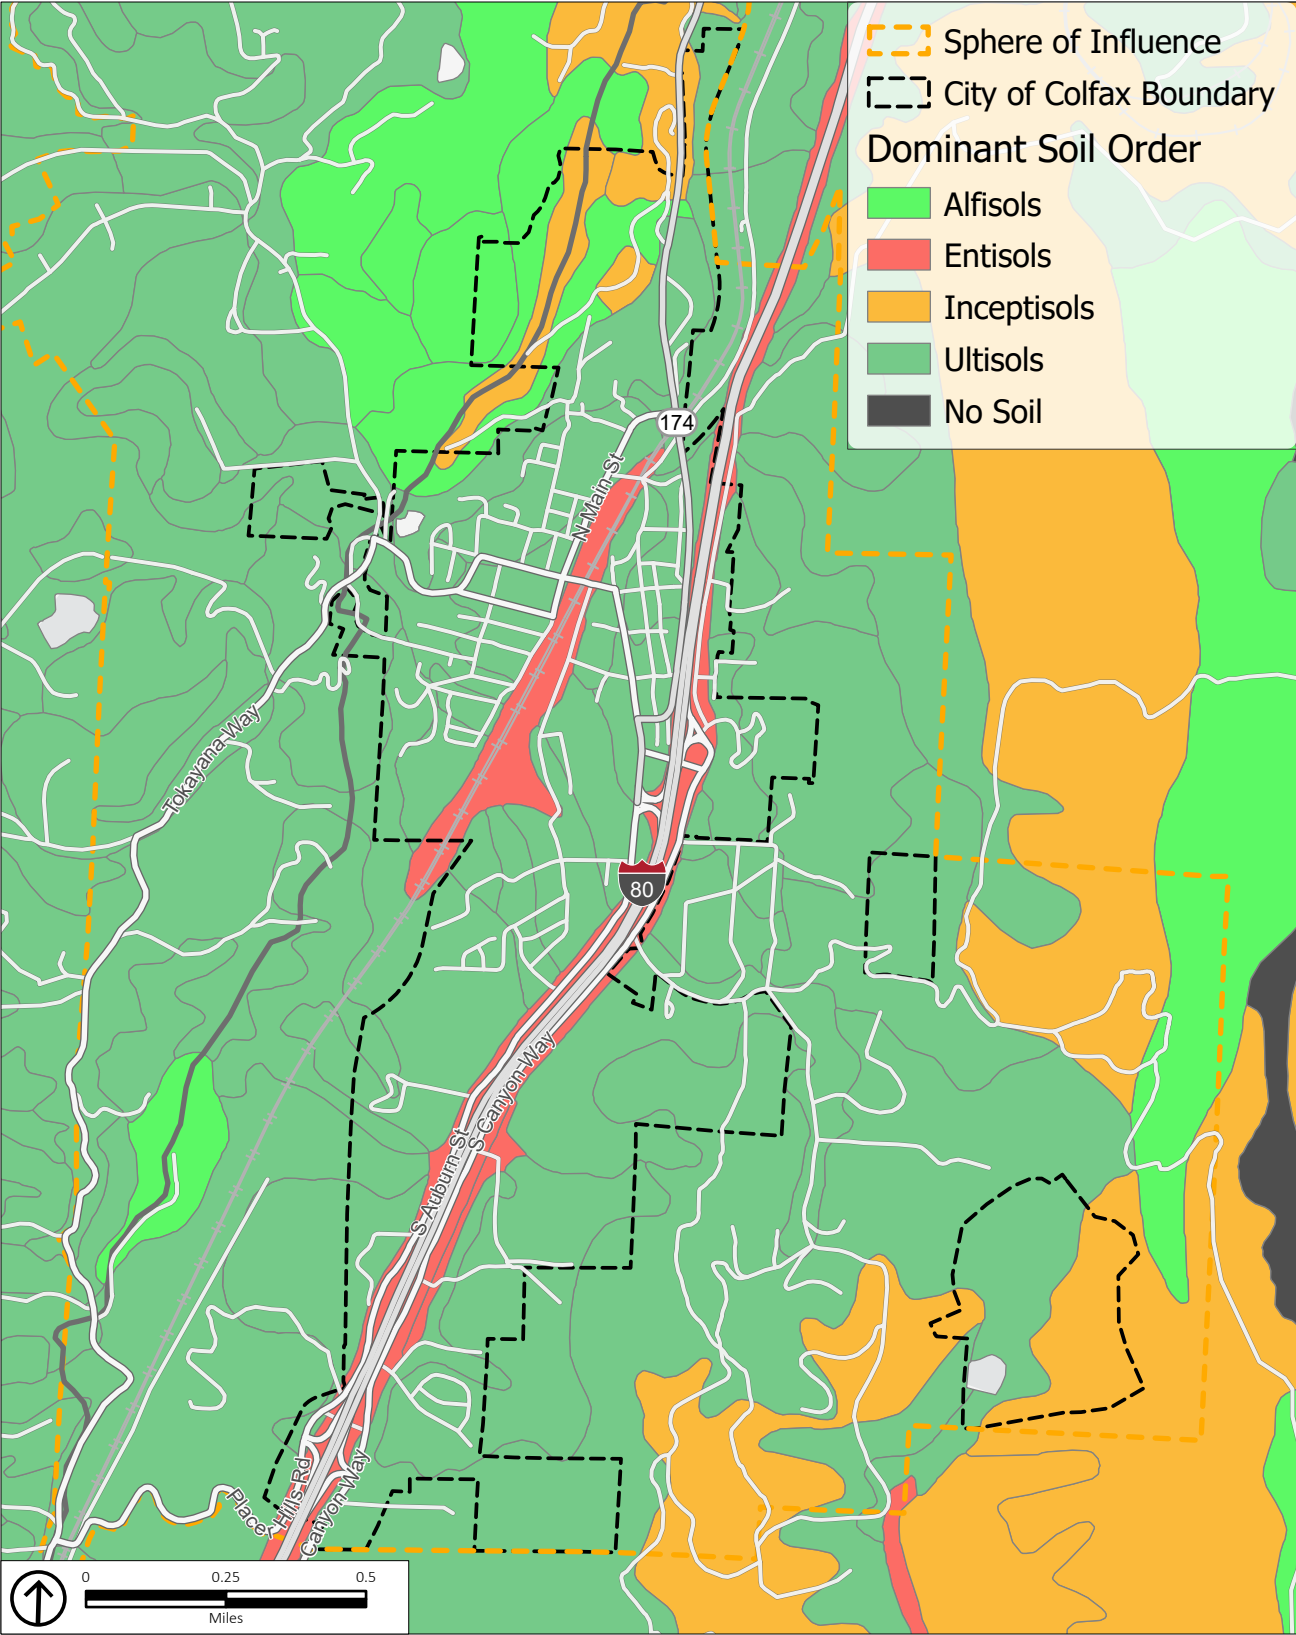 Sphere of Influence
City of Colfax Boundary
Dominant Soil Order
Alfisols
Entisols
Inceptisols
Ultisols
No Soil
174
N-Main-St
Tokayana-Way
80
S-Canyon-Way
S-Auburn-St
Placer-Hills-Rd
Canyon-Way
0 0.25 0.5
Miles